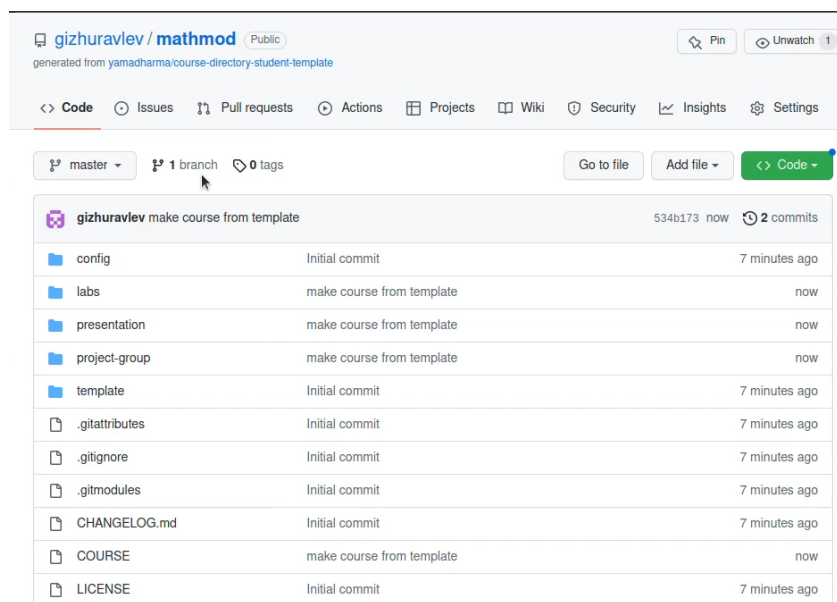 gizhuravlev / mathmod Public
Pin
Unwatch 1
generated from yamadharma/course-directory-student-template
Code Issues Pull requests Actions Projects Wiki Security Insights Settings
master 1 branch 0 tags Go to file Add file Code
gizhuravlev make course from template 534b173 now 2 commits
config Initial commit 7 minutes ago
labs make course from template now
presentation make course from template now
project-group make course from template now
template Initial commit 7 minutes ago
.gitattributes Initial commit 7 minutes ago
.gitignore Initial commit 7 minutes ago
.gitmodules Initial commit 7 minutes ago
CHANGELOG.md Initial commit 7 minutes ago
COURSE make course from template now
LICENSE Initial commit 7 minutes ago